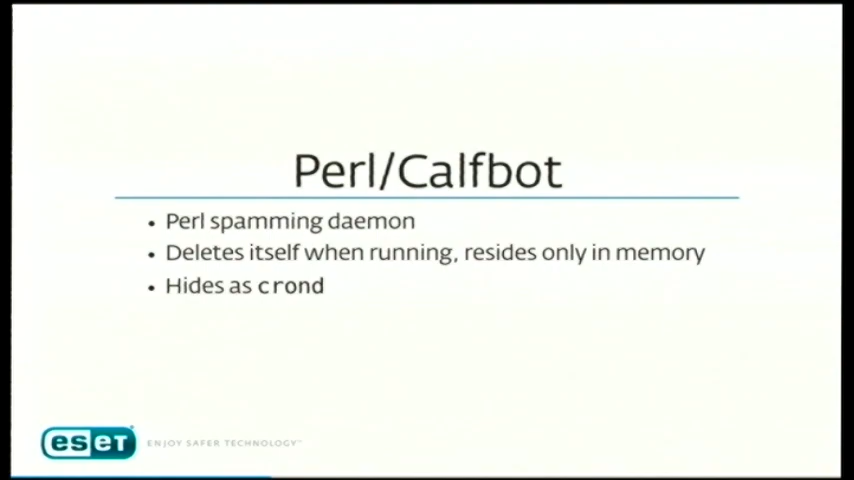 Perl/Calfbot
• Perl spamming daemon
• Deletes itself when running, resides only in memory
• Hides as crond
eseT ENJOY SAFER TECHNOLOGY™